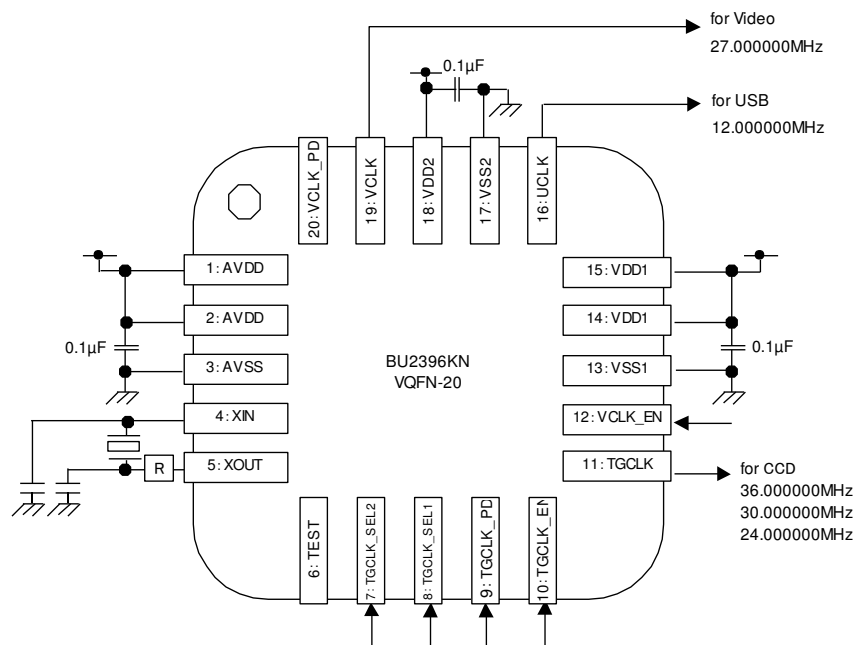 for Video
27.000000MHz
0.1µF
for USB
12.000000MHz
20:VCLK_PD
19:VCLK
18:VDD2
17:VSS2
16:UCLK
1:AVDD
2:AVDD
0.1µF
3:AVSS
4:XIN
5:XOUT
R
BU2396KN
VQFN-20
15:VDD1
14:VDD1
0.1µF
13:VSS1
12:VCLK_EN
11:TGCLK
for CCD
36.000000MHz
30.000000MHz
24.000000MHz
6:TEST
7:TGCLK_SEL2
8:TGCLK_SEL1
9:TGCLK_PD
10:TGCLK_EN